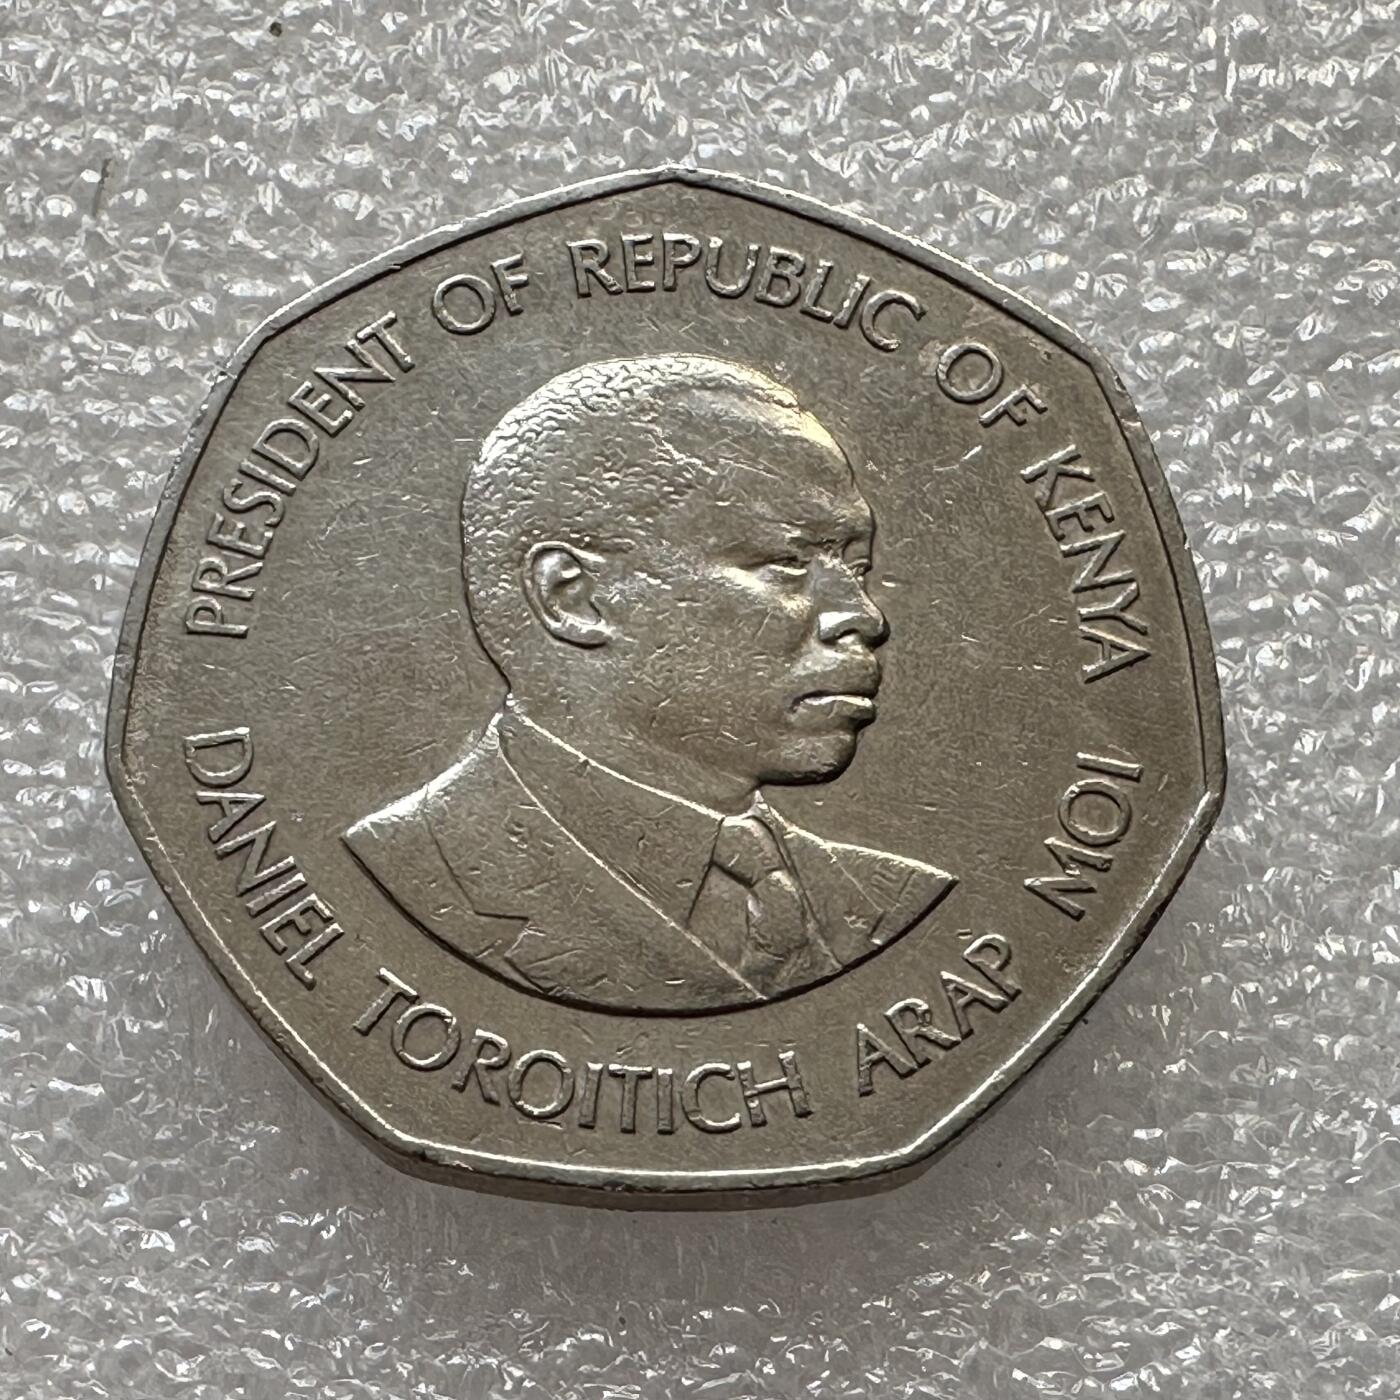 PRESIDENT OF REPUBLIC OF KENYA
DANIEL TOROITICH ARAP MOI